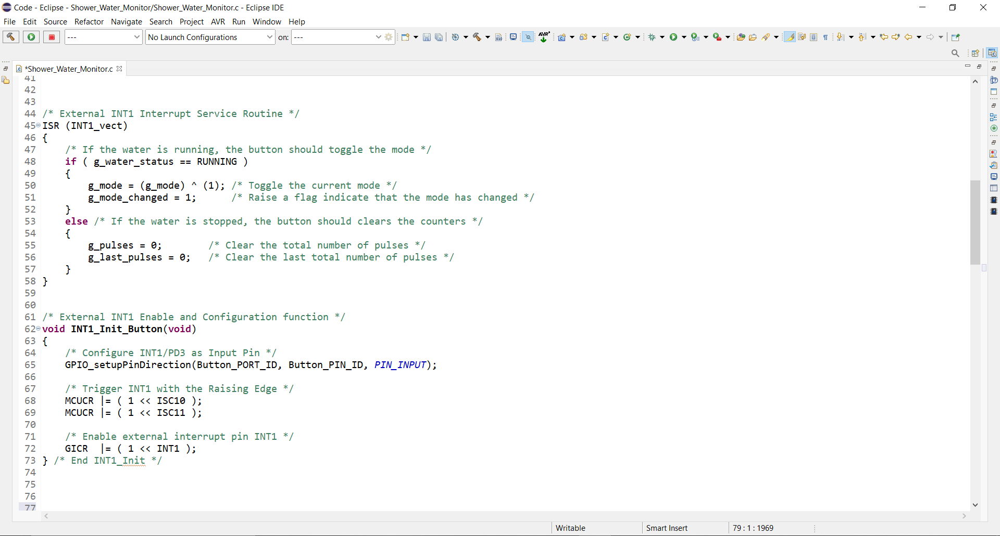 Code - Eclipse - Shower_Water_Monitor/Shower_Water_Monitor.c - Eclipse IDE
File Edit Source Refactor Navigate Search Project AVR Run Window Help
--- No Launch Configurations on: ---
010 AVR
*Shower_Water_Monitor.c
41
42
43
44 /* External INT1 Interrupt Service Routine */
45 ISR (INT1_vect)
46 {
47 /* If the water is running, the button should toggle the mode */
48 if ( g_water_status == RUNNING )
49 {
50 g_mode = (g_mode) ^ (1); /* Toggle the current mode */
51 g_mode_changed = 1; /* Raise a flag indicate that the mode has changed */
52 }
53 else /* If the water is stopped, the button should clears the counters */
54 {
55 g_pulses = 0; /* Clear the total number of pulses */
56 g_last_pulses = 0; /* Clear the last total number of pulses */
57 }
58 }
59
60
61 /* External INT1 Enable and Configuration function */
62 void INT1_Init_Button(void)
63 {
64 /* Configure INT1/PD3 as Input Pin */
65 GPIO_setupPinDirection(Button_PORT_ID, Button_PIN_ID, PIN_INPUT);
66
67 /* Trigger INT1 with the Raising Edge */
68 MCUCR |= ( 1 << ISC10 );
69 MCUCR |= ( 1 << ISC11 );
70
71 /* Enable external interrupt pin INT1 */
72 GICR |= ( 1 << INT1 );
73 } /* End INT1_Init */
74
75
76
77
Writable Smart Insert 79 : 1 : 1969